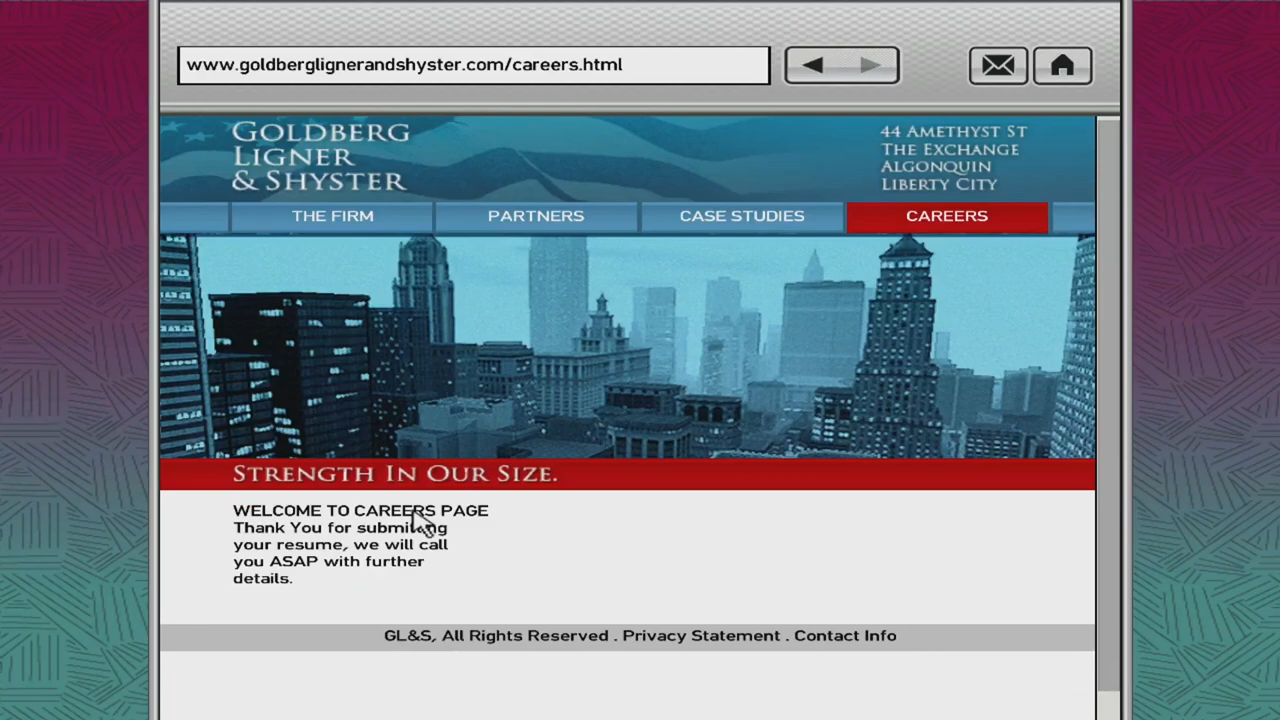 www.goldberglignerandshyster.com/careers.html
GOLDBERG
LIGNER
& SHYSTER
44 AMETHYST ST
THE EXCHANGE
ALGONQUIN
LIBERTY CITY
THE FIRM
PARTNERS
CASE STUDIES
CAREERS
STRENGTH IN OUR SIZE.
WELCOME TO CAREERS PAGE
Thank You for submitting
your resume, we will call
you ASAP with further
details.
GL&S, All Rights Reserved . Privacy Statement . Contact Info